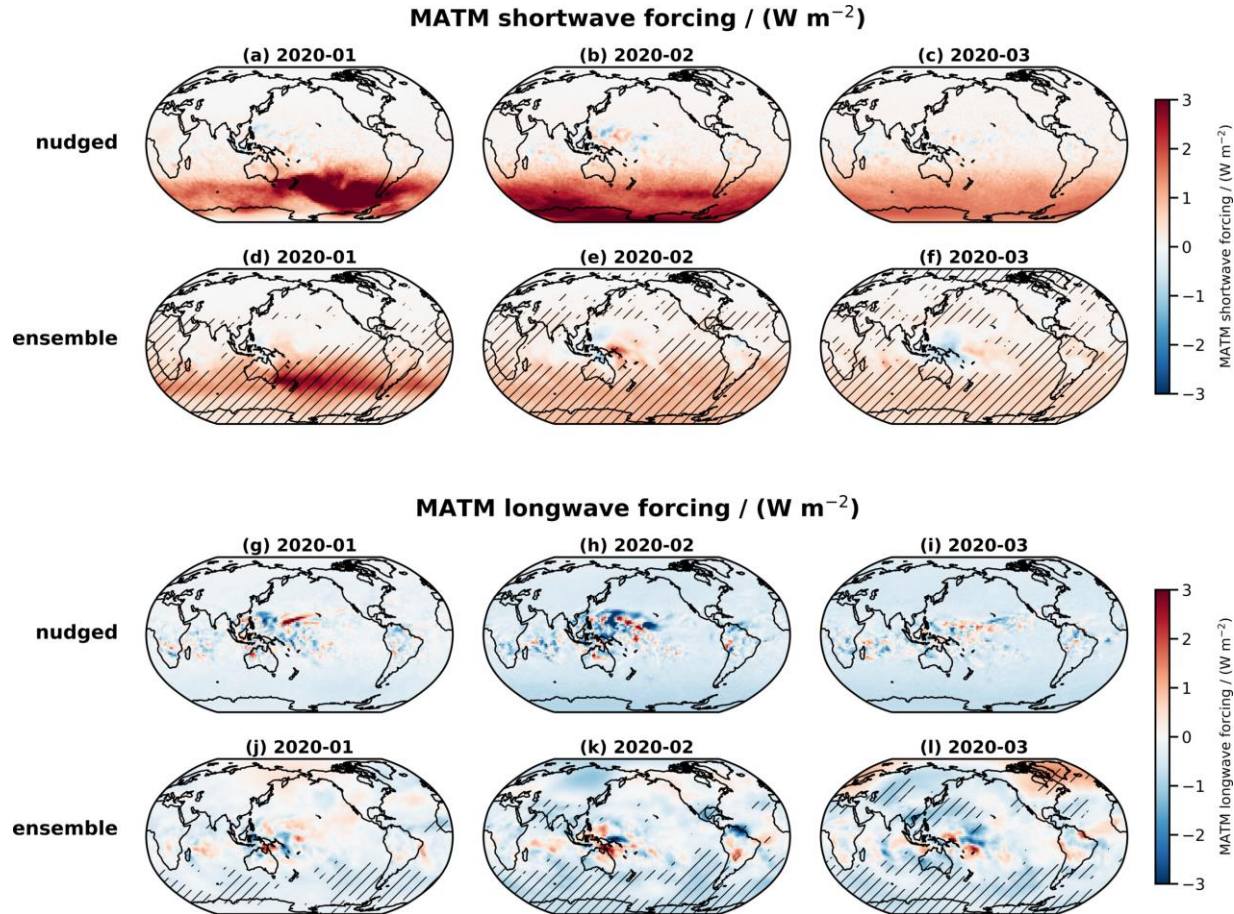 MATM shortwave forcing / (W m⁻²)
(a) 2020-01
(b) 2020-02
(c) 2020-03
nudged
(d) 2020-01
(e) 2020-02
(f) 2020-03
ensemble
3
2
1
0
−1
−2
−3
MATM shortwave forcing / (W m⁻²)
MATM longwave forcing / (W m⁻²)
(g) 2020-01
(h) 2020-02
(i) 2020-03
nudged
(j) 2020-01
(k) 2020-02
(l) 2020-03
ensemble
3
2
1
0
−1
−2
−3
MATM longwave forcing / (W m⁻²)